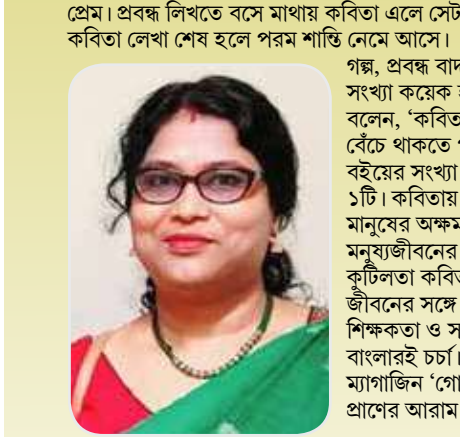 প্রেম। প্রবন্ধ লিখতে বসে মাথায় কবিতা এলে সেট
কবিতা লেখা শেষ হলে পরম শান্তি নেমে আসে।
গল্প, প্রবন্ধ বাদ
সংখ্যা কয়েক
বলেন, ‘কবিত
বেঁচে থাকতে
বইয়ের সংখ্যা
১টি। কবিতায়
মানুষের অক্ষম
মনুষ্যজীবনের
কুটিলতা কবিত
জীবনের সঙ্গে
শিক্ষকতা ও স
বাংলারই চর্চা।
ম্যাগাজিন ‘গো
প্রাণের আরাম